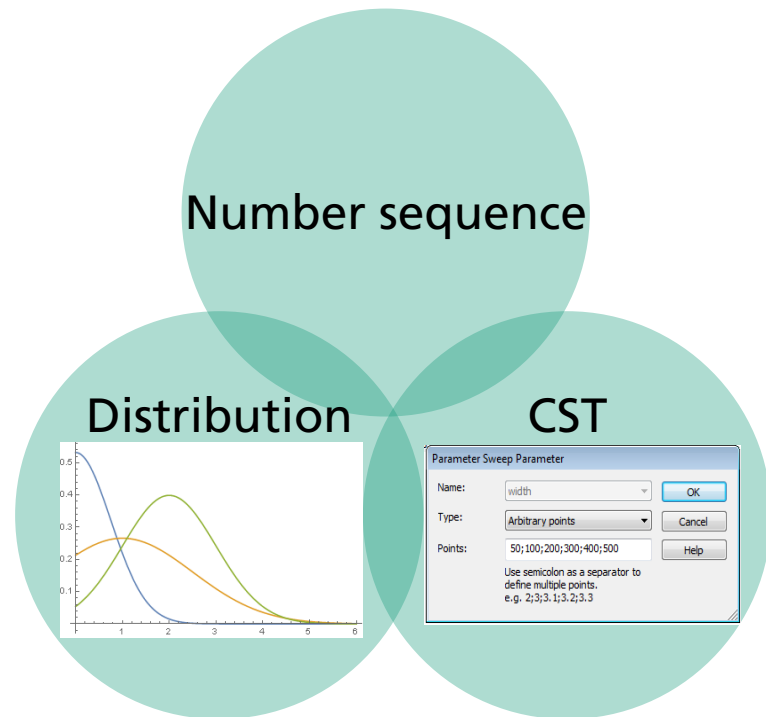 Number sequence
Distribution
0.5
0.4
0.3
0.2
0.1
1 2 3 4 5 6
CST
Parameter Sweep Parameter
Name: width OK
Type: Arbitrary points Cancel
Points: 50;100;200;300;400;500 Help
Use semicolon as a separator to
define multiple points.
e.g. 2;3;3.1;3.2;3.3